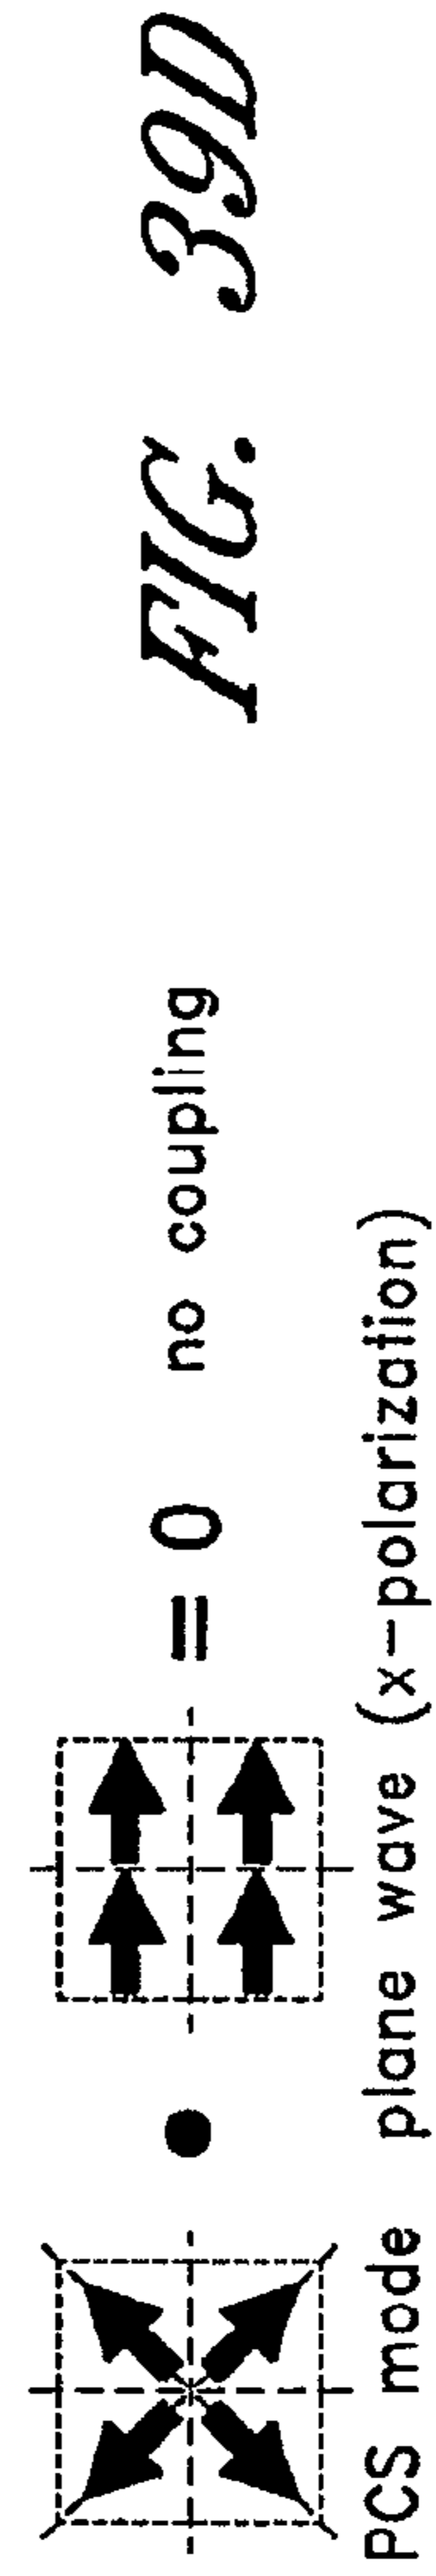 = 0 no coupling
PCS mode plane wave (x-polarization)
FIG. 39D